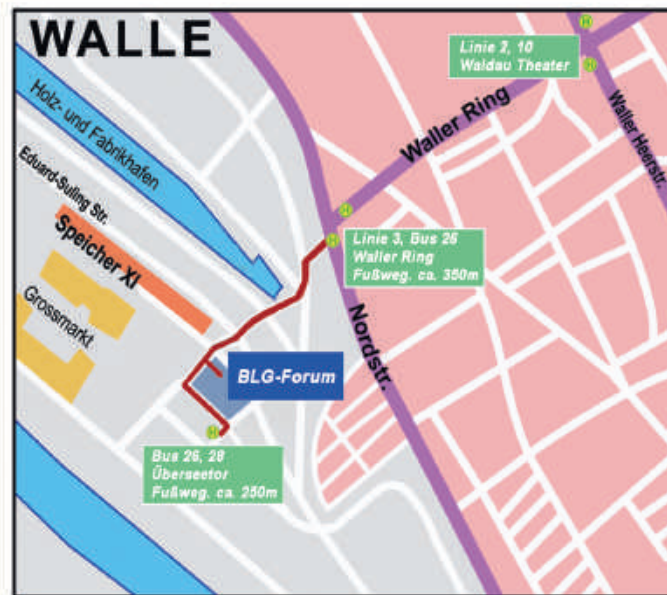 WALLE
Linie 2, 10
Waldau Theater
Holz- und Fabrikhafen
Waller Ring
Waller Heerstr.
Eduard-Suling Str.
Speicher XI
Linie 3, Bus 26
Waller Ring
Fußweg. ca. 350m
Grossmarkt
Nordstr.
BLG-Forum
Bus 26, 28
Überseetor
Fußweg. ca. 250m
H
H
H
H
H